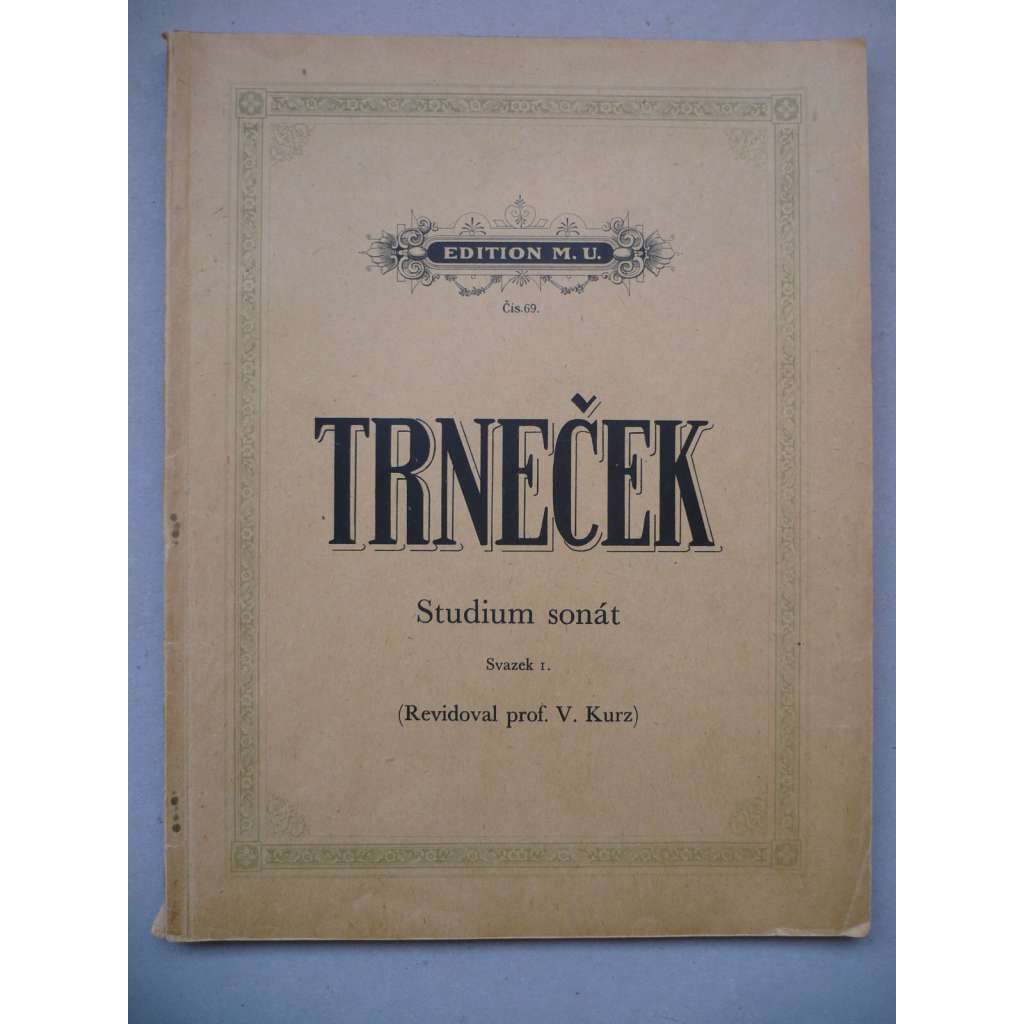 EDITION M. U.
Čís. 69.
TRNEČEK
Studium sonát
Svazek 1.
(Revidoval prof. V. Kurz)